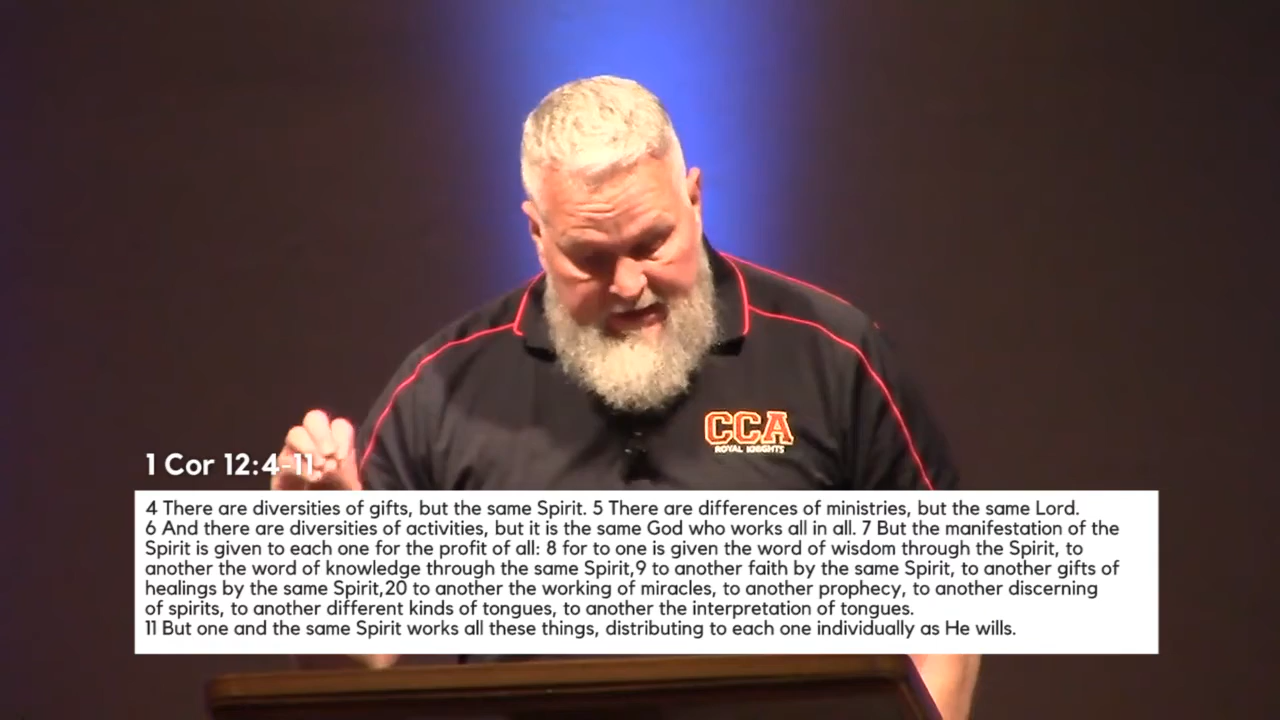 CCA
ROYAL KNIGHTS
1 Cor 12:4-11
4 There are diversities of gifts, but the same Spirit. 5 There are differences of ministries, but the same Lord.
6 And there are diversities of activities, but it is the same God who works all in all. 7 But the manifestation of the
Spirit is given to each one for the profit of all: 8 for to one is given the word of wisdom through the Spirit, to
another the word of knowledge through the same Spirit,9 to another faith by the same Spirit, to another gifts of
healings by the same Spirit,20 to another the working of miracles, to another prophecy, to another discerning
of spirits, to another different kinds of tongues, to another the interpretation of tongues.
11 But one and the same Spirit works all these things, distributing to each one individually as He wills.